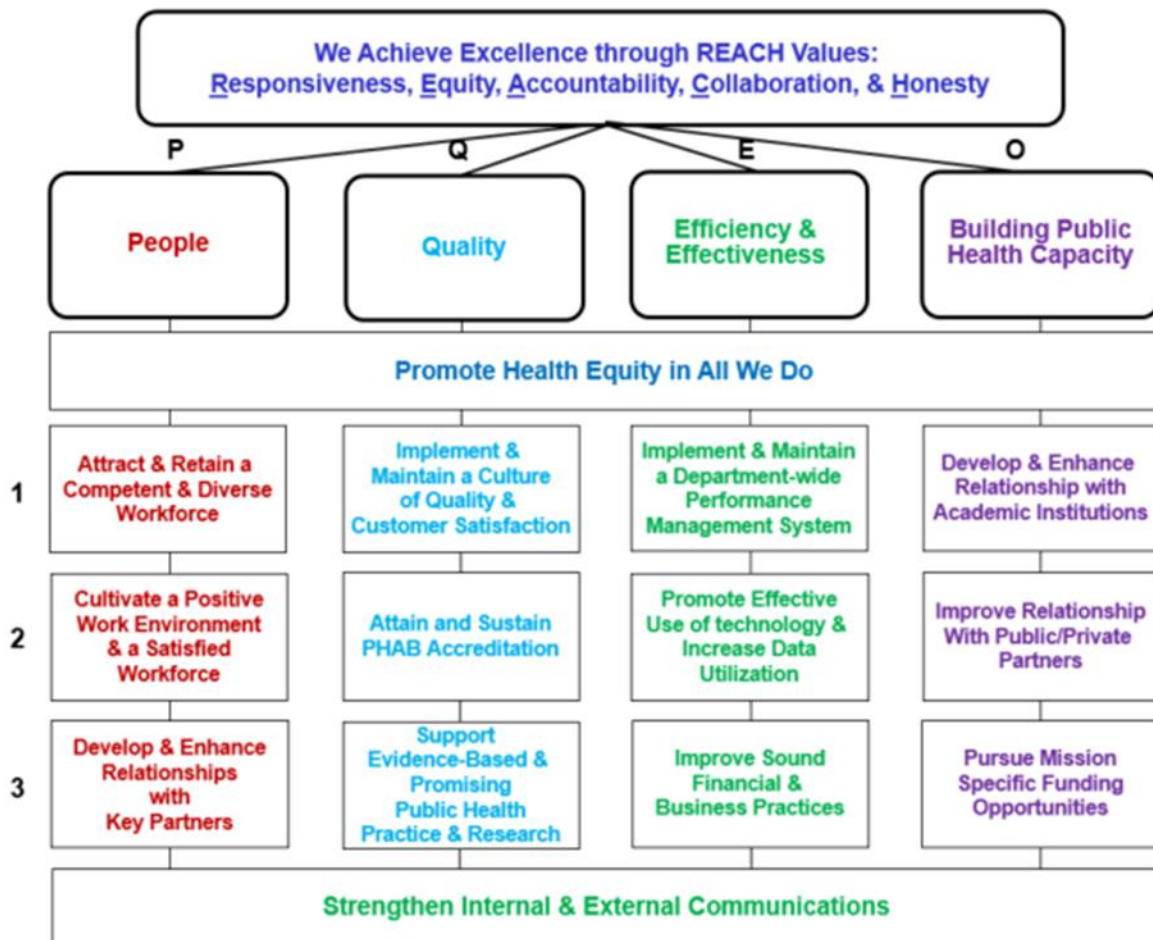 We Achieve Excellence through REACH Values:
Responsiveness, Equity, Accountability, Collaboration, & Honesty
P
Q
E
O
People
Quality
Efficiency &
Effectiveness
Building Public
Health Capacity
Promote Health Equity in All We Do
1
Attract & Retain a
Competent & Diverse
Workforce
Implement &
Maintain a Culture
of Quality &
Customer Satisfaction
Implement & Maintain
a Department-wide
Performance
Management System
Develop & Enhance
Relationship with
Academic Institutions
2
Cultivate a Positive
Work Environment
& a Satisfied
Workforce
Attain and Sustain
PHAB Accreditation
Promote Effective
Use of technology &
Increase Data
Utilization
Improve Relationship
With Public/Private
Partners
3
Develop & Enhance
Relationships
with
Key Partners
Support
Evidence-Based &
Promising
Public Health
Practice & Research
Improve Sound
Financial &
Business Practices
Pursue Mission
Specific Funding
Opportunities
Strengthen Internal & External Communications